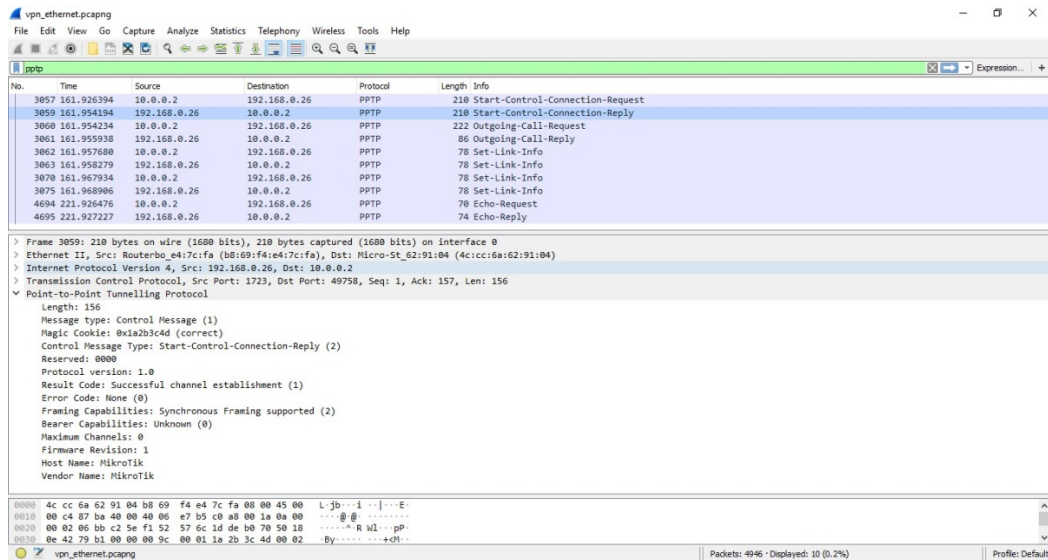 vpn_ethernet.pcapng
File Edit View Go Capture Analyze Statistics Telephony Wireless Tools Help
pptp Expression... +
No. Time Source Destination Protocol Length Info
3057 161.926394 10.0.0.2 192.168.0.26 PPTP 210 Start-Control-Connection-Request
3059 161.954194 192.168.0.26 10.0.0.2 PPTP 210 Start-Control-Connection-Reply
3060 161.954234 10.0.0.2 192.168.0.26 PPTP 222 Outgoing-Call-Request
3061 161.955938 192.168.0.26 10.0.0.2 PPTP 86 Outgoing-Call-Reply
3062 161.957680 10.0.0.2 192.168.0.26 PPTP 78 Set-Link-Info
3063 161.958279 192.168.0.26 10.0.0.2 PPTP 78 Set-Link-Info
3070 161.967934 10.0.0.2 192.168.0.26 PPTP 78 Set-Link-Info
3075 161.968906 192.168.0.26 10.0.0.2 PPTP 78 Set-Link-Info
4694 221.926476 10.0.0.2 192.168.0.26 PPTP 70 Echo-Request
4695 221.927227 192.168.0.26 10.0.0.2 PPTP 74 Echo-Reply
Frame 3059: 210 bytes on wire (1680 bits), 210 bytes captured (1680 bits) on interface 0
Ethernet II, Src: Routerbo_e4:7c:fa (b8:69:f4:e4:7c:fa), Dst: Micro-St_62:91:04 (4c:cc:6a:62:91:04)
Internet Protocol Version 4, Src: 192.168.0.26, Dst: 10.0.0.2
Transmission Control Protocol, Src Port: 1723, Dst Port: 49758, Seq: 1, Ack: 157, Len: 156
Point-to-Point Tunnelling Protocol
Length: 156
Message type: Control Message (1)
Magic Cookie: 0x1a2b3c4d (correct)
Control Message Type: Start-Control-Connection-Reply (2)
Reserved: 0000
Protocol version: 1.0
Result Code: Successful channel establishment (1)
Error Code: None (0)
Framing Capabilities: Synchronous Framing supported (2)
Bearer Capabilities: Unknown (0)
Maximum Channels: 0
Firmware Revision: 1
Host Name: MikroTik
Vendor Name: MikroTik
0000 4c cc 6a 62 91 04 b8 69 f4 e4 7c fa 08 00 45 00 L·jb···i ··|···E·
0010 00 c4 87 ba 40 00 40 06 e7 b5 c0 a8 00 1a 0a 00 ····@·@· ········
0020 00 02 06 bb c2 5e f1 52 57 6c 1d de b0 70 50 18 ·····^·R Wl···pP·
0030 0e 42 79 b1 00 00 00 9c 00 01 1a 2b 3c 4d 00 02 ·By····· ···+<M··
vpn_ethernet.pcapng Packets: 4946 · Displayed: 10 (0.2%) Profile: Default